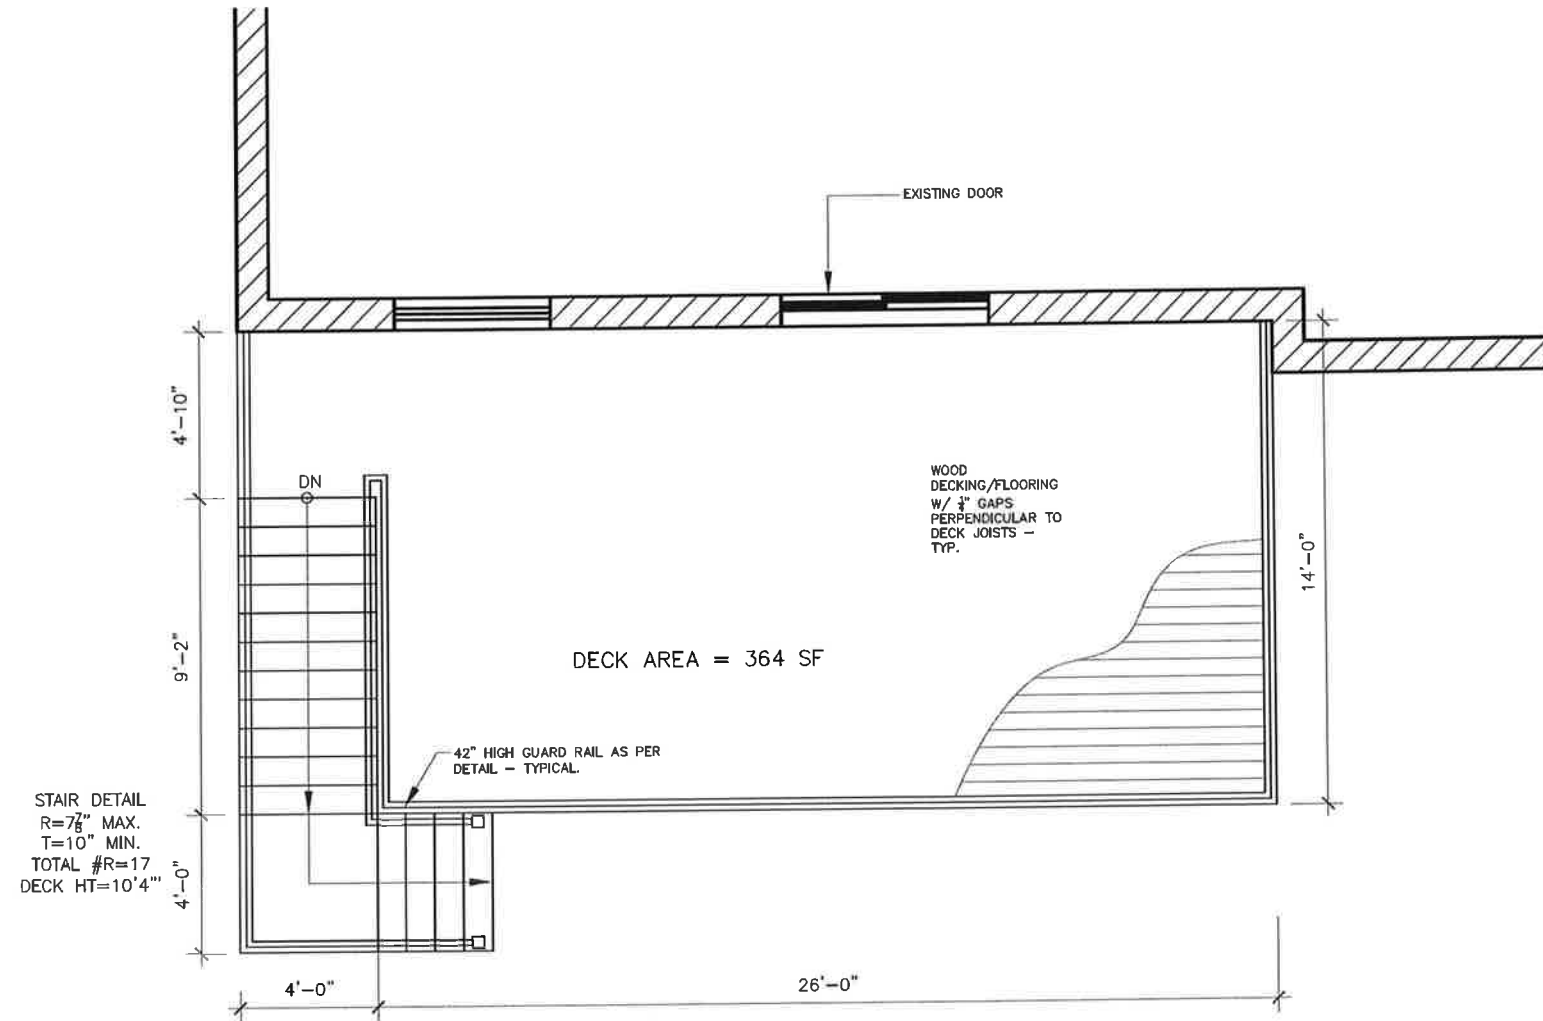 EXISTING DOOR
4'-10"
DN
WOOD
DECKING/FLOORING
W/ ¼" GAPS
PERPENDICULAR TO
DECK JOISTS –
TYP.
14'-0"
9'-2"
DECK AREA = 364 SF
42" HIGH GUARD RAIL AS PER
DETAIL – TYPICAL.
STAIR DETAIL
R=7⅞" MAX.
T=10" MIN.
TOTAL #R=17
DECK HT=10'4'"
4'-0"
4'-0"
26'-0"